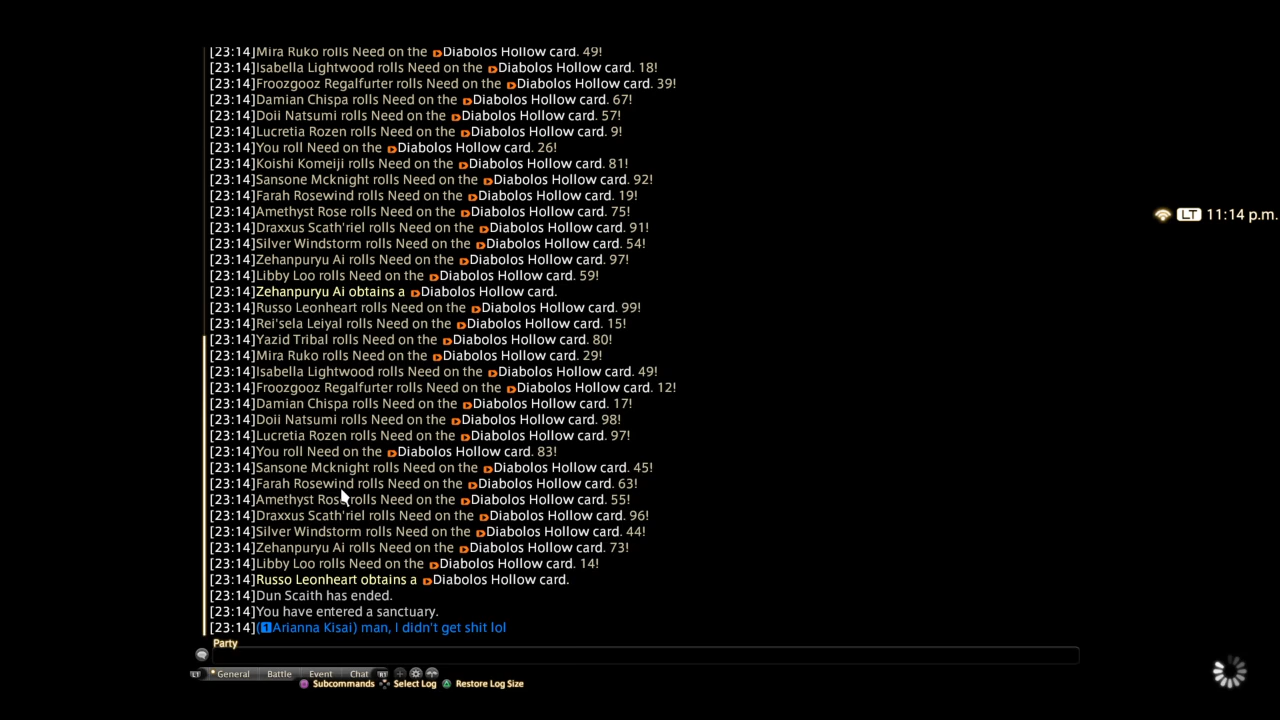 [23:14]Mira Ruko rolls Need on the Diabolos Hollow card. 49!
[23:14]Isabella Lightwood rolls Need on the Diabolos Hollow card. 18!
[23:14]Froozgooz Regalfurter rolls Need on the Diabolos Hollow card. 39!
[23:14]Damian Chispa rolls Need on the Diabolos Hollow card. 67!
[23:14]Doii Natsumi rolls Need on the Diabolos Hollow card. 57!
[23:14]Lucretia Rozen rolls Need on the Diabolos Hollow card. 9!
[23:14]You roll Need on the Diabolos Hollow card. 26!
[23:14]Koishi Komeiji rolls Need on the Diabolos Hollow card. 81!
[23:14]Sansone Mcknight rolls Need on the Diabolos Hollow card. 92!
[23:14]Farah Rosewind rolls Need on the Diabolos Hollow card. 19!
[23:14]Amethyst Rose rolls Need on the Diabolos Hollow card. 75!
[23:14]Draxxus Scath'riel rolls Need on the Diabolos Hollow card. 91!
[23:14]Silver Windstorm rolls Need on the Diabolos Hollow card. 54!
[23:14]Zehanpuryu Ai rolls Need on the Diabolos Hollow card. 97!
[23:14]Libby Loo rolls Need on the Diabolos Hollow card. 59!
[23:14]Zehanpuryu Ai obtains a Diabolos Hollow card.
[23:14]Russo Leonheart rolls Need on the Diabolos Hollow card. 99!
[23:14]Rei'sela Leiyal rolls Need on the Diabolos Hollow card. 15!
[23:14]Yazid Tribal rolls Need on the Diabolos Hollow card. 80!
[23:14]Mira Ruko rolls Need on the Diabolos Hollow card. 29!
[23:14]Isabella Lightwood rolls Need on the Diabolos Hollow card. 49!
[23:14]Froozgooz Regalfurter rolls Need on the Diabolos Hollow card. 12!
[23:14]Damian Chispa rolls Need on the Diabolos Hollow card. 17!
[23:14]Doii Natsumi rolls Need on the Diabolos Hollow card. 98!
[23:14]Lucretia Rozen rolls Need on the Diabolos Hollow card. 97!
[23:14]You roll Need on the Diabolos Hollow card. 83!
[23:14]Sansone Mcknight rolls Need on the Diabolos Hollow card. 45!
[23:14]Farah Rosewind rolls Need on the Diabolos Hollow card. 63!
[23:14]Amethyst Rose rolls Need on the Diabolos Hollow card. 55!
[23:14]Draxxus Scath'riel rolls Need on the Diabolos Hollow card. 96!
[23:14]Silver Windstorm rolls Need on the Diabolos Hollow card. 44!
[23:14]Zehanpuryu Ai rolls Need on the Diabolos Hollow card. 73!
[23:14]Libby Loo rolls Need on the Diabolos Hollow card. 14!
[23:14]Russo Leonheart obtains a Diabolos Hollow card.
[23:14]Dun Scaith has ended.
[23:14]You have entered a sanctuary.
[23:14](1Arianna Kisai) man, I didn't get shit lol
Party
L1 General Battle Event Chat R1
Subcommands Select Log Restore Log Size
LT 11:14 p.m.